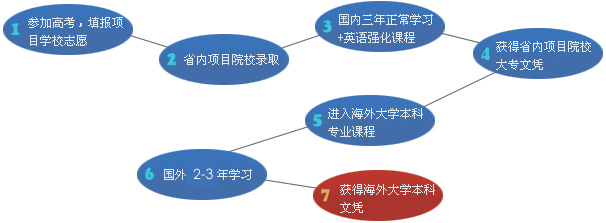 1 参加高考，填报项
目学校志愿
2 省内项目院校录取
3 国内三年正常学习
+英语强化课程
4 获得省内项目院校
大专文凭
5 进入海外大学本科
专业课程
6 国外 2-3 年学习
7 获得海外大学本科
文凭